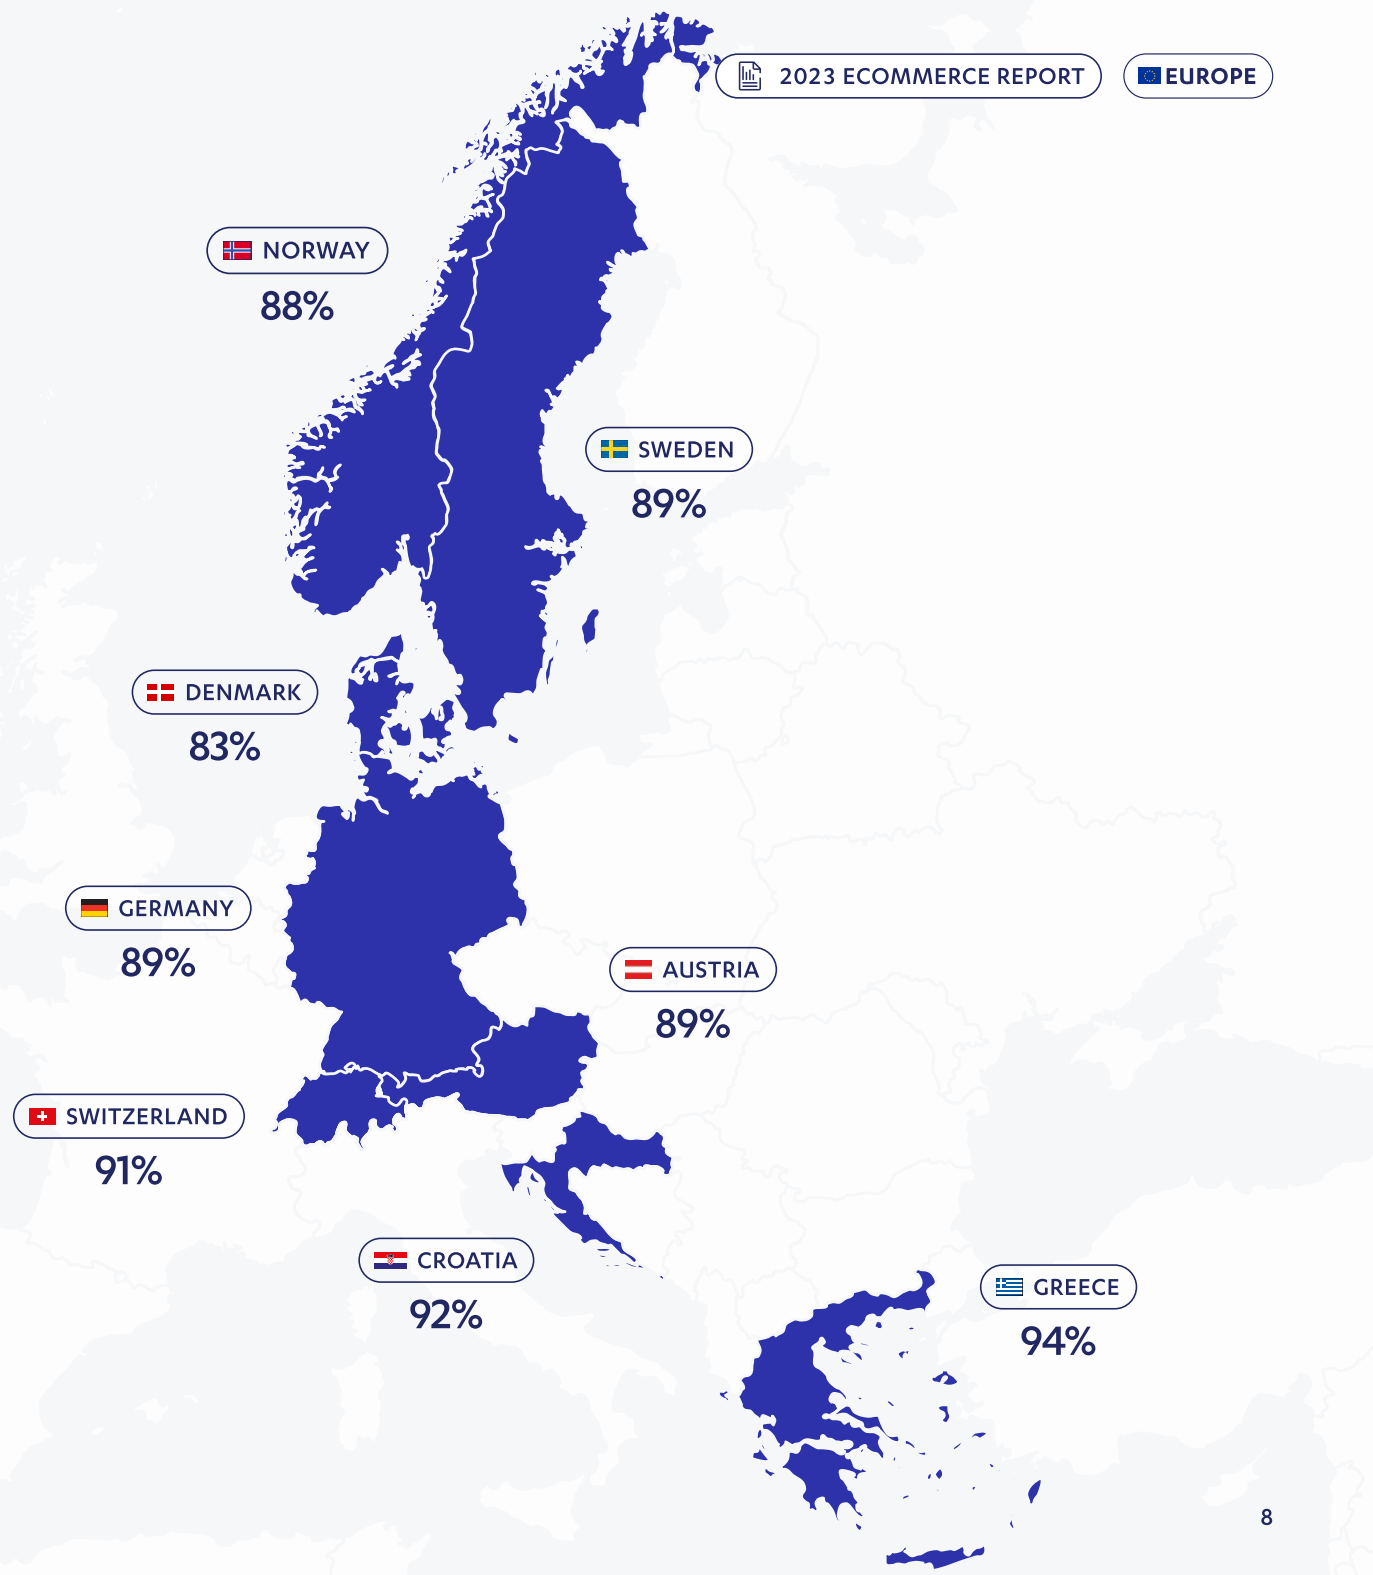 2023 ECOMMERCE REPORT
EUROPE
NORWAY
88%
SWEDEN
89%
DENMARK
83%
GERMANY
89%
AUSTRIA
89%
SWITZERLAND
91%
CROATIA
92%
GREECE
94%
8